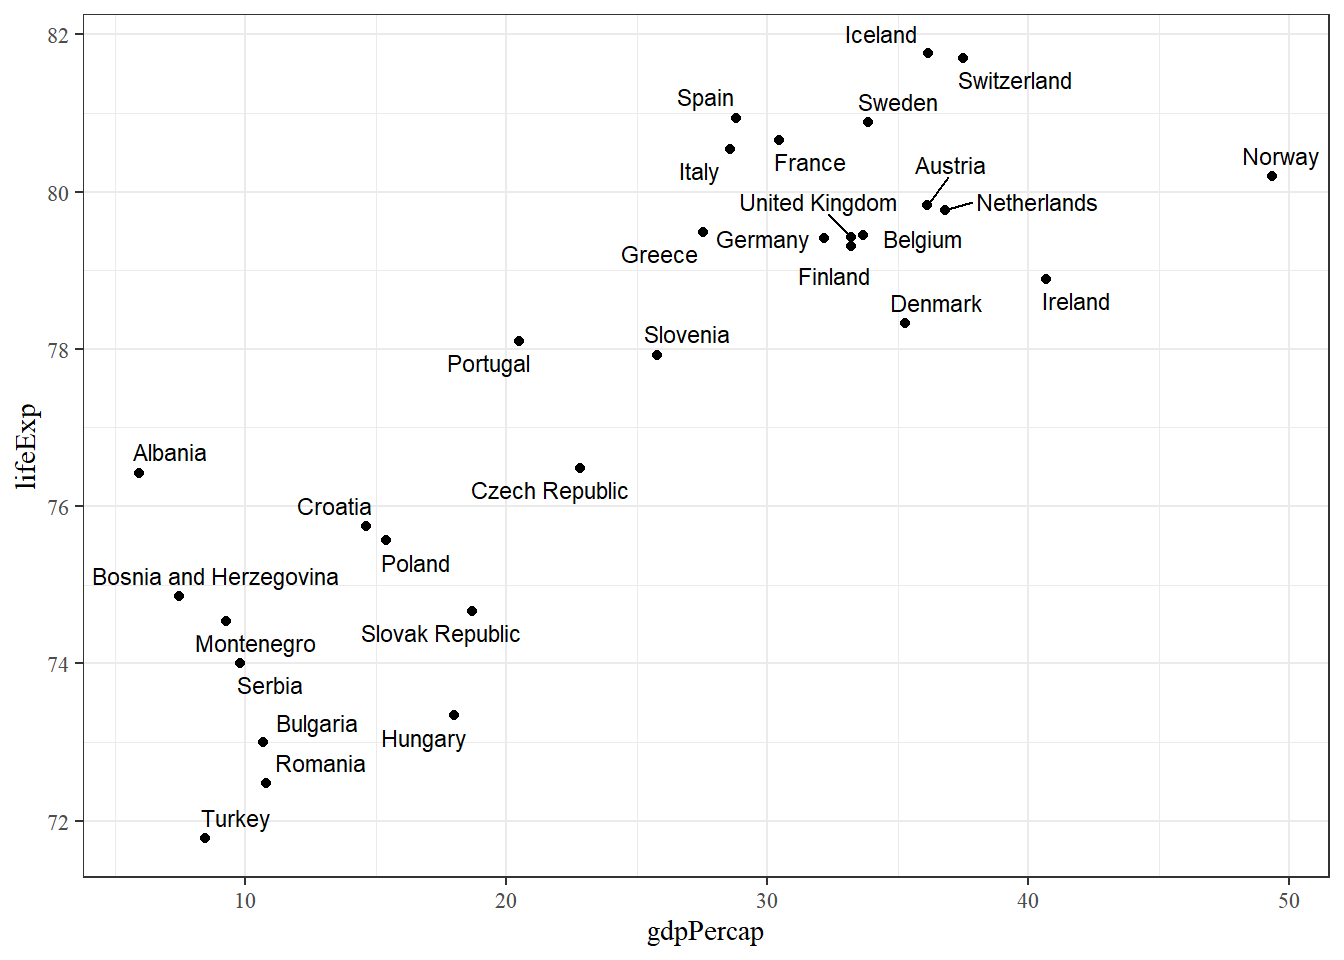 82
Iceland
Switzerland
Spain
Sweden
Italy
France
Austria
Norway
80
United Kingdom
Netherlands
Greece
Germany
Belgium
Finland
Denmark
Ireland
Slovenia
78
Portugal
lifeExp
Albania
Czech Republic
76
Croatia
Poland
Bosnia and Herzegovina
Slovak Republic
Montenegro
74
Serbia
Bulgaria
Hungary
Romania
72
Turkey
10
20
30
40
50
gdpPercap